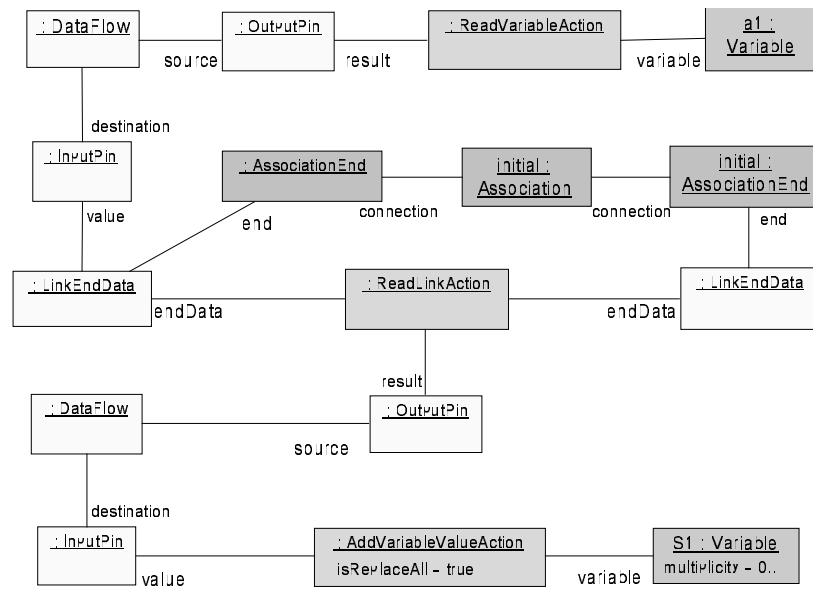 : DataFlow
: OutputPin
: ReadVariableAction
a1 :
Variable
source
result
variable
destination
: InputPin
: AssociationEnd
initial :
Association
initial :
AssociationEnd
value
end
connection
connection
end
: LinkEndData
: ReadLinkAction
: LinkEndData
endData
endData
result
: DataFlow
: OutputPin
source
destination
: InputPin
: AddVariableValueAction
isReplaceAll = true
S1 : Variable
multiplicity = 0..
value
variable